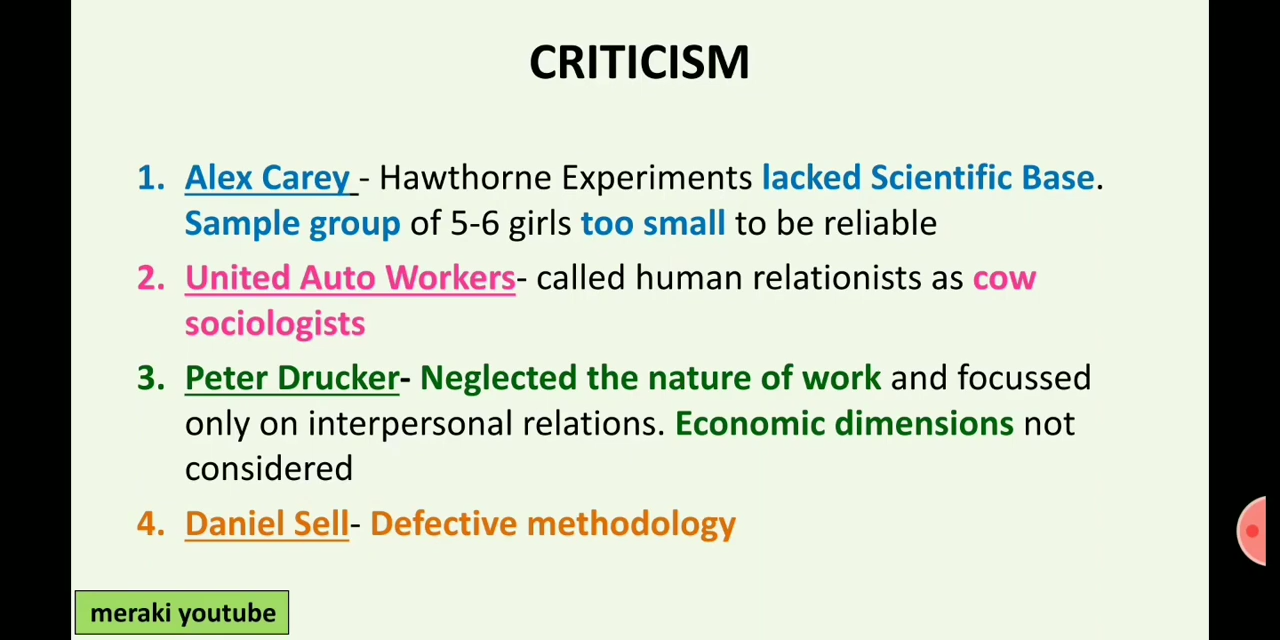 CRITICISM
1. Alex Carey - Hawthorne Experiments lacked Scientific Base.
Sample group of 5-6 girls too small to be reliable
2. United Auto Workers- called human relationists as cow
sociologists
3. Peter Drucker- Neglected the nature of work and focussed
only on interpersonal relations. Economic dimensions not
considered
4. Daniel Sell- Defective methodology
meraki youtube